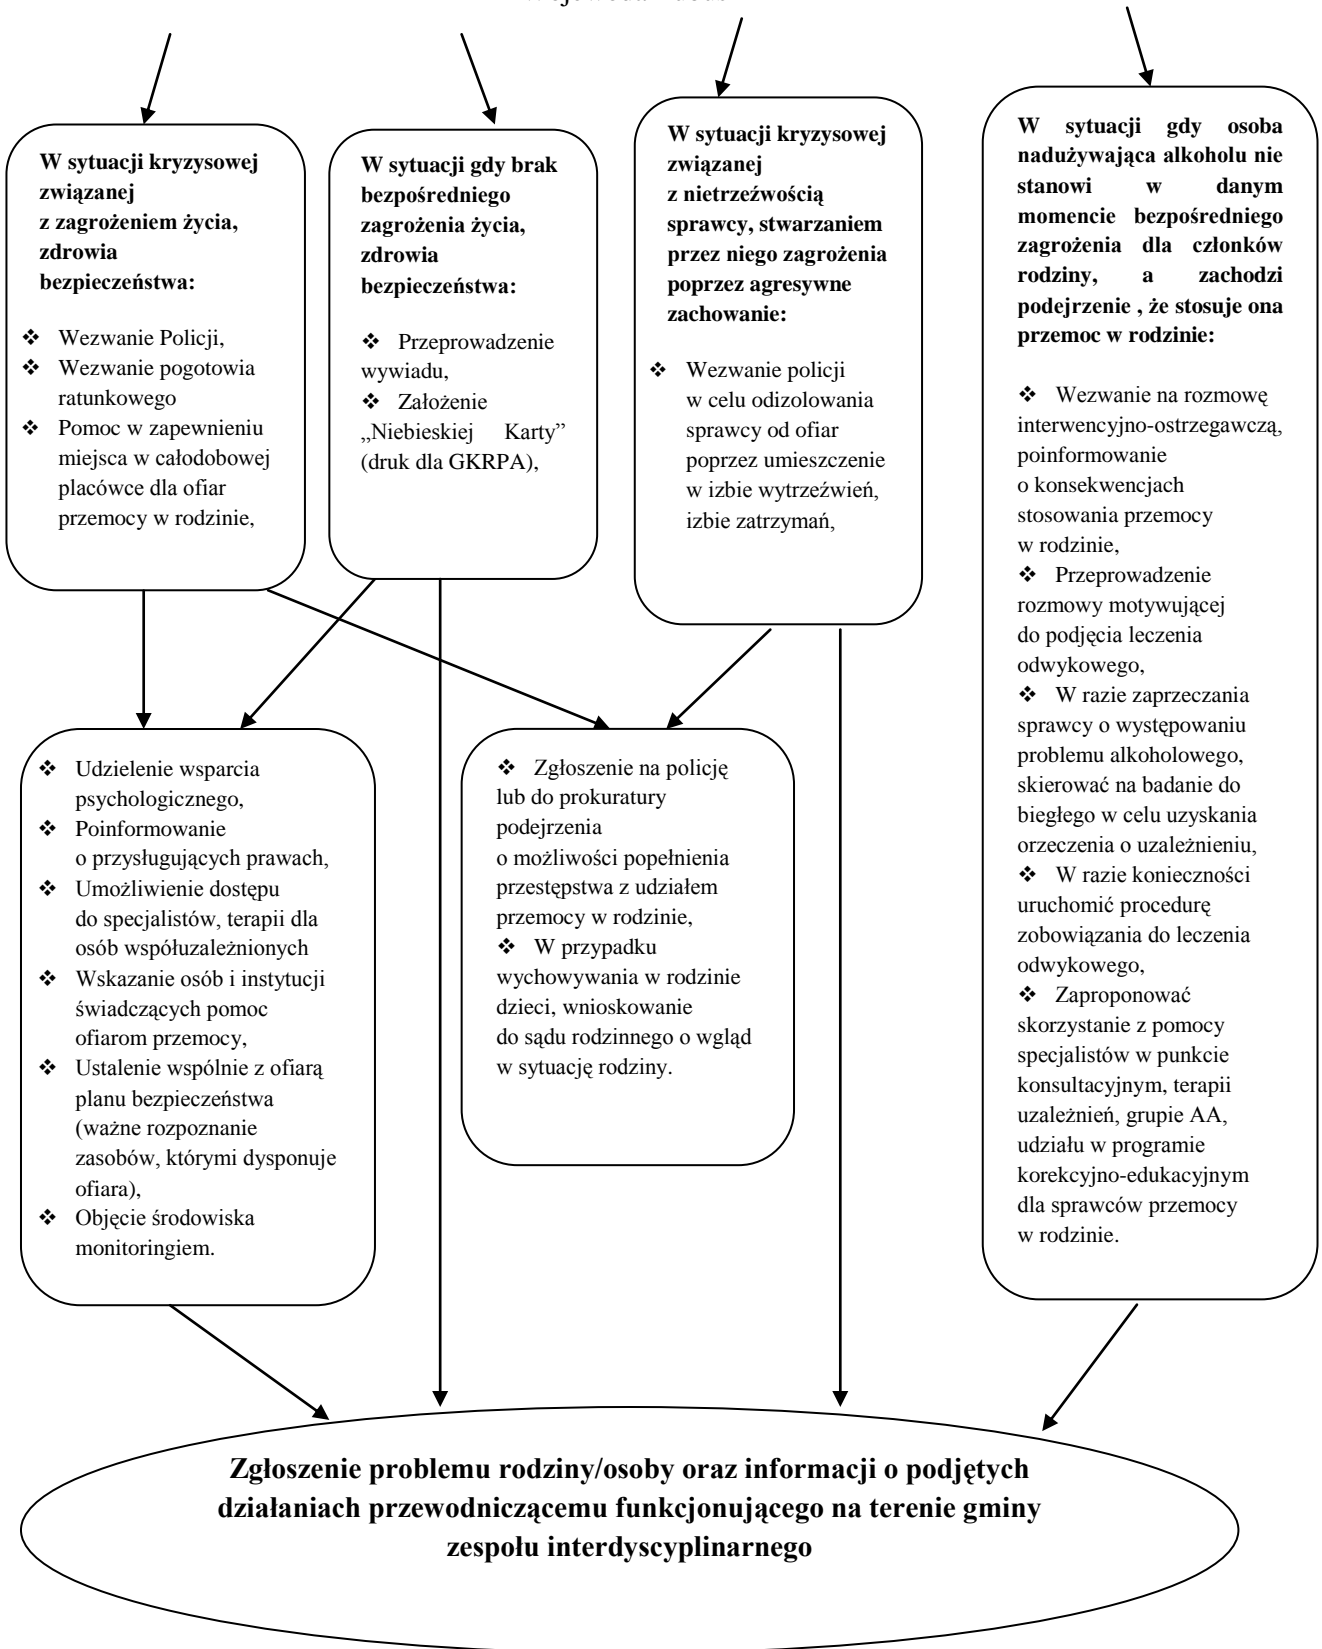 W sytuacji kryzysowej
związanej
z zagrożeniem życia,
zdrowia
bezpieczeństwa:
❖ Wezwanie Policji,
❖ Wezwanie pogotowia
ratunkowego
❖ Pomoc w zapewnieniu
miejsca w całodobowej
placówce dla ofiar
przemocy w rodzinie,
W sytuacji gdy brak
bezpośredniego
zagrożenia życia,
zdrowia
bezpieczeństwa:
❖ Przeprowadzenie
wywiadu,
❖ Założenie
„Niebieskiej Karty”
(druk dla GKRPA),
W sytuacji kryzysowej
związanej
z nietrzeźwością
sprawcy, stwarzaniem
przez niego zagrożenia
poprzez agresywne
zachowanie:
❖ Wezwanie policji
w celu odizolowania
sprawcy od ofiar
poprzez umieszczenie
w izbie wytrzeźwień,
izbie zatrzymań,
W sytuacji gdy osoba
nadużywająca alkoholu nie
stanowi w danym
momencie bezpośredniego
zagrożenia dla członków
rodziny, a zachodzi
podejrzenie , że stosuje ona
przemoc w rodzinie:
❖ Wezwanie na rozmowę
interwencyjno-ostrzegawczą,
poinformowanie
o konsekwencjach
stosowania przemocy
w rodzinie,
❖ Przeprowadzenie
rozmowy motywującej
do podjęcia leczenia
odwykowego,
❖ W razie zaprzeczania
sprawcy o występowaniu
problemu alkoholowego,
skierować na badanie do
biegłego w celu uzyskania
orzeczenia o uzależnieniu,
❖ W razie konieczności
uruchomić procedurę
zobowiązania do leczenia
odwykowego,
❖ Zaproponować
skorzystanie z pomocy
specjalistów w punkcie
konsultacyjnym, terapii
uzależnień, grupie AA,
udziału w programie
korekcyjno-edukacyjnym
dla sprawców przemocy
w rodzinie.
❖ Udzielenie wsparcia
psychologicznego,
❖ Poinformowanie
o przysługujących prawach,
❖ Umożliwienie dostępu
do specjalistów, terapii dla
osób współuzależnionych
❖ Wskazanie osób i instytucji
świadczących pomoc
ofiarom przemocy,
❖ Ustalenie wspólnie z ofiarą
planu bezpieczeństwa
(ważne rozpoznanie
zasobów, którymi dysponuje
ofiara),
❖ Objęcie środowiska
monitoringiem.
❖ Zgłoszenie na policję
lub do prokuratury
podejrzenia
o możliwości popełnienia
przestępstwa z udziałem
przemocy w rodzinie,
❖ W przypadku
wychowywania w rodzinie
dzieci, wnioskowanie
do sądu rodzinnego o wgląd
w sytuację rodziny.
Zgłoszenie problemu rodziny/osoby oraz informacji o podjętych
działaniach przewodniczącemu funkcjonującego na terenie gminy
zespołu interdyscyplinarnego